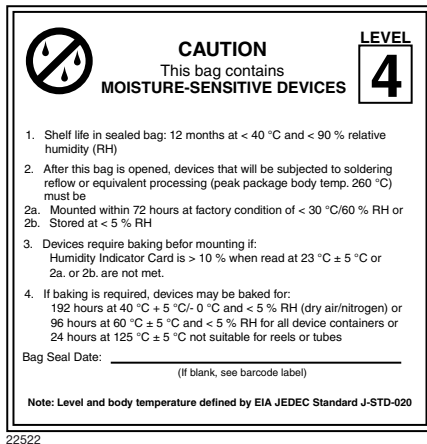 LEVEL
CAUTION
4
This bag contains
MOISTURE-SENSITIVE DEVICES
1. Shelf life in sealed bag: 12 months at < 40 °C and < 90 % relative
humidity (RH)
2. After this bag is opened, devices that will be subjected to soldering
reflow or equivalent processing (peak package body temp. 260 °C)
must be
2a. Mounted within 72 hours at factory condition of < 30 °C/60 % RH or
2b. Stored at < 5 % RH
3. Devices require baking befor mounting if:
Humidity Indicator Card is > 10 % when read at 23 °C ± 5 °C or
2a. or 2b. are not met.
4. If baking is required, devices may be baked for:
192 hours at 40 °C + 5 °C/- 0 °C and < 5 % RH (dry air/nitrogen) or
96 hours at 60 °C ± 5 °C and < 5 % RH for all device containers or
24 hours at 125 °C ± 5 °C not suitable for reels or tubes
Bag Seal Date:
(If blank, see barcode label)
Note: Level and body temperature defined by EIA JEDEC Standard J-STD-020
22522